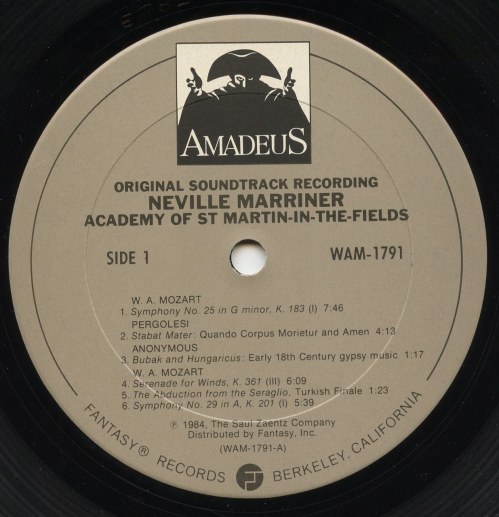 AMADEUS
ORIGINAL SOUNDTRACK RECORDING
NEVILLE MARRINER
ACADEMY OF ST MARTIN-IN-THE-FIELDS
SIDE 1
WAM-1791
W. A. MOZART
1. Symphony No. 25 in G minor, K. 183 (I) 7:46
PERGOLESI
2. Stabat Mater: Quando Corpus Morietur and Amen 4:13
ANONYMOUS
3. Bubak and Hungaricus: Early 18th Century gypsy music 1:17
W. A. MOZART
4. Serenade for Winds, K. 361 (III) 6:09
5. The Abduction from the Seraglio, Turkish Finale 1:23
6. Symphony No. 29 in A, K. 201 (I) 5:39
℗ 1984, The Saul Zaentz Company
Distributed by Fantasy, Inc.
(WAM-1791-A)
FANTASY® RECORDS BERKELEY, CALIFORNIA